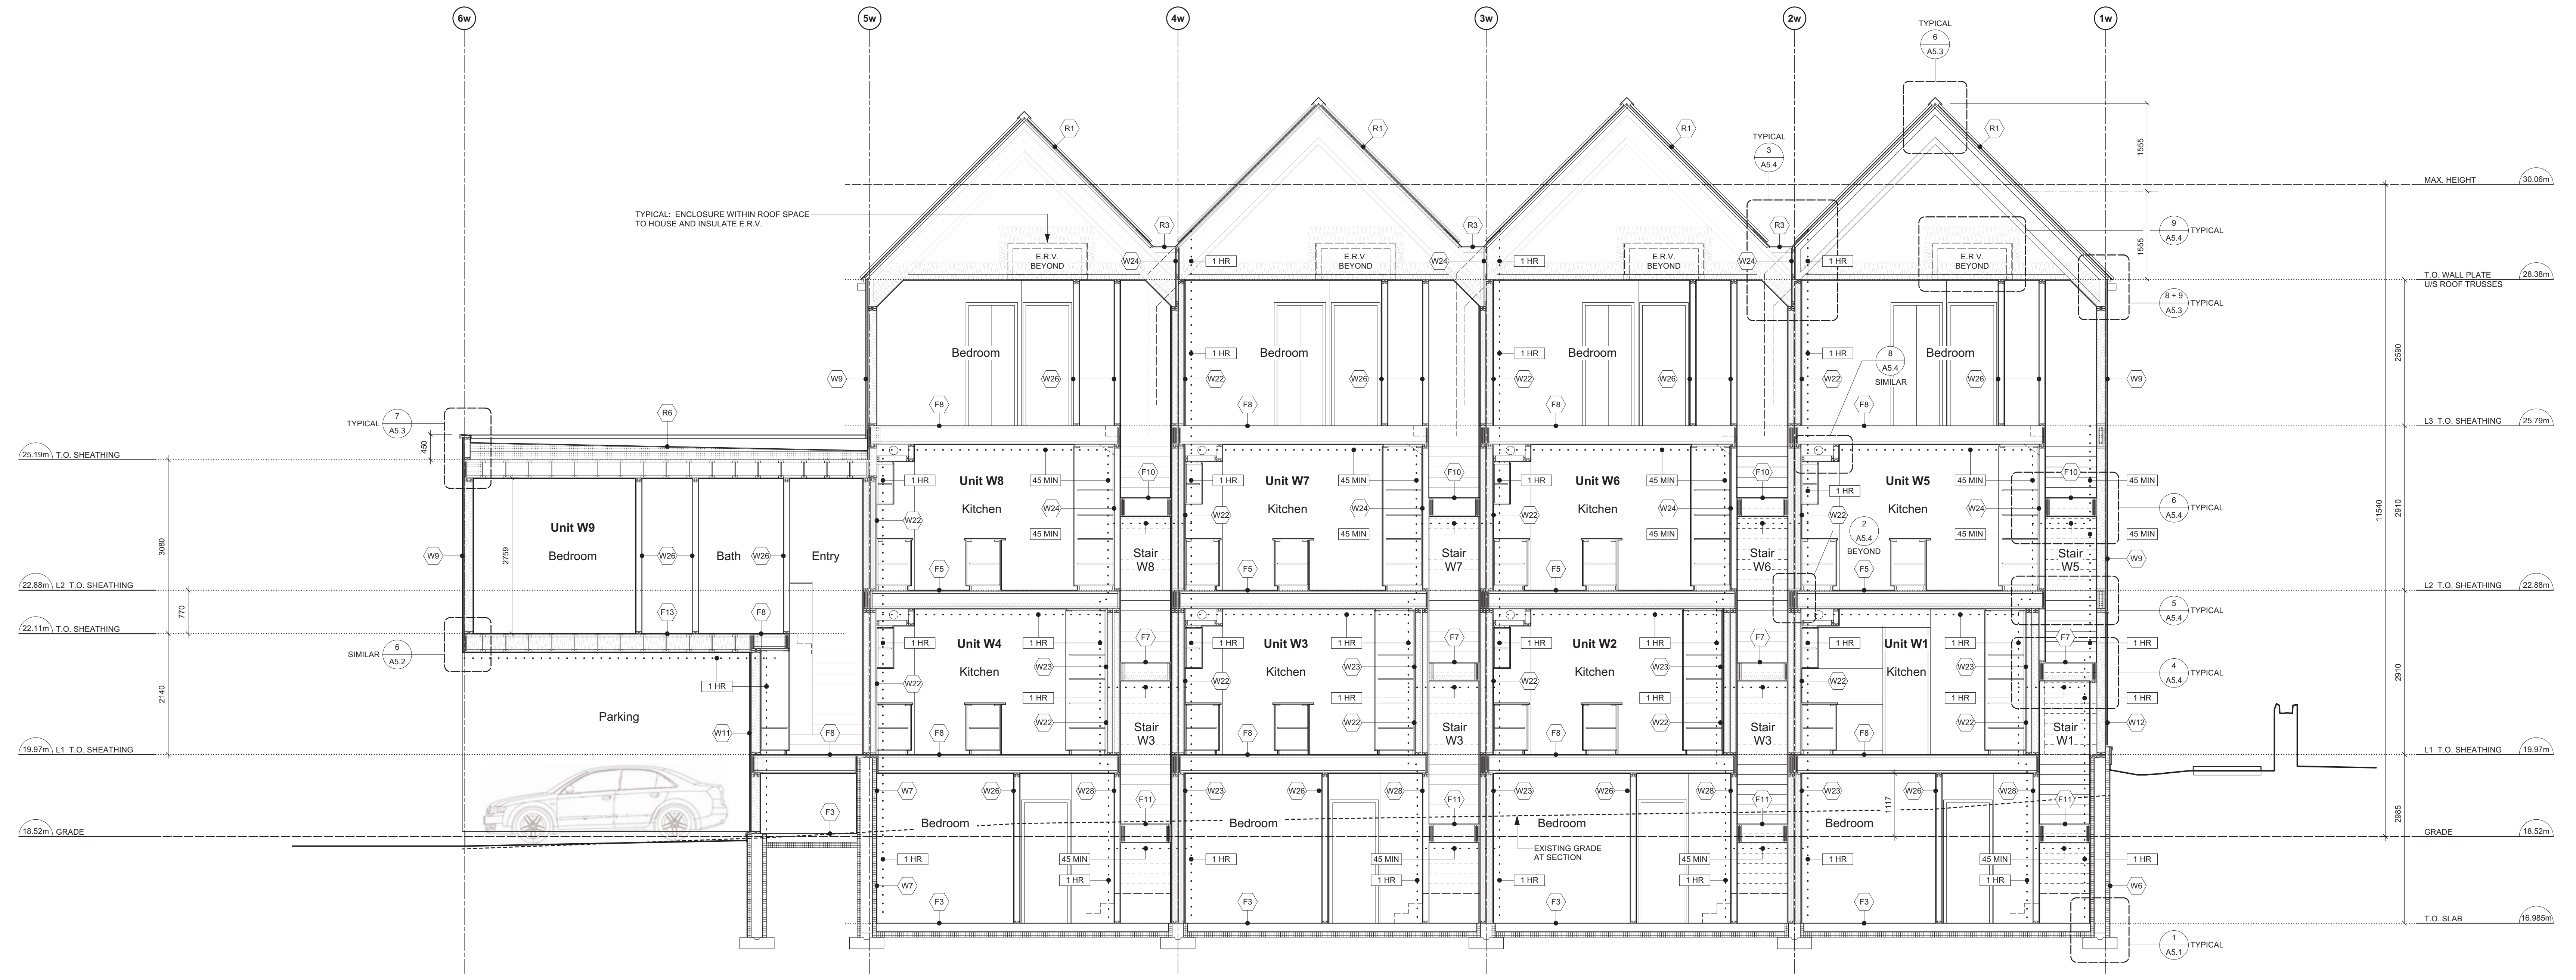 6w
5w
4w
3w
2w
1w
TYPICAL
6
A5.3
R1
R1
R1
R1
TYPICAL
3
A5.4
1555
MAX. HEIGHT
30.06m
TYPICAL: ENCLOSURE WITHIN ROOF SPACE
TO HOUSE AND INSULATE E.R.V.
R3
R3
R3
9
A5.4
TYPICAL
1555
E.R.V.
BEYOND
W24
1 HR
E.R.V.
BEYOND
W24
1 HR
E.R.V.
BEYOND
W24
1 HR
E.R.V.
BEYOND
T.O. WALL PLATE
28.38m
U/S ROOF TRUSSES
8 + 9
A5.3
TYPICAL
Bedroom
1 HR
Bedroom
1 HR
Bedroom
1 HR
Bedroom
8
A5.4
SIMILAR
2590
W9
W26
W22
W26
W22
W26
W22
W26
W9
F8
F8
F8
F8
TYPICAL
7
A5.3
R6
450
L3 T.O. SHEATHING
25.79m
25.19m
T.O. SHEATHING
1 HR
Unit W8
45 MIN
F10
1 HR
Unit W7
45 MIN
F10
1 HR
Unit W6
45 MIN
F10
1 HR
Unit W5
45 MIN
F10
45 MIN
Kitchen
W24
Kitchen
W24
Kitchen
W24
Kitchen
W24
6
A5.4
TYPICAL
11540
2910
Unit W9
W22
W22
W22
W22
2
A5.4
BEYOND
45 MIN
45 MIN
45 MIN
45 MIN
45 MIN
3080
W9
2759
Bedroom
W26
Bath
W26
Entry
Stair
W8
Stair
W7
Stair
W6
Stair
W5
W9
F5
F5
F5
F5
22.88m
L2 T.O. SHEATHING
L2 T.O. SHEATHING
22.88m
770
F13
F8
5
A5.4
TYPICAL
22.11m
T.O. SHEATHING
1 HR
Unit W4
1 HR
F7
1 HR
Unit W3
1 HR
F7
1 HR
Unit W2
1 HR
F7
1 HR
Unit W1
1 HR
F7
1 HR
SIMILAR
6
A5.2
Kitchen
W23
Kitchen
W23
Kitchen
W23
Kitchen
W23
4
A5.4
TYPICAL
2910
1 HR
W22
W22
W22
W22
2140
1 HR
1 HR
1 HR
1 HR
1 HR
Parking
W11
F8
F8
W22
Stair
W3
F8
W22
Stair
W3
F8
W22
Stair
W3
F8
W22
Stair
W1
W12
19.97m
L1 T.O. SHEATHING
L1 T.O. SHEATHING
19.97m
W7
W26
W28
F11
W23
W26
W28
F11
W23
W26
W28
F11
W23
1117
W26
W28
F11
2985
F3
Bedroom
Bedroom
Bedroom
Bedroom
18.52m
GRADE
GRADE
18.52m
EXISTING GRADE
AT SECTION
1 HR
45 MIN
1 HR
45 MIN
1 HR
45 MIN
1 HR
45 MIN
1 HR
W7
1 HR
1 HR
1 HR
1 HR
W6
F3
F3
F3
F3
T.O. SLAB
16.985m
1
A5.1
TYPICAL